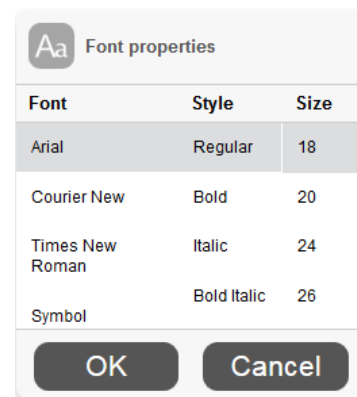 Aa Font properties
Font Style Size
Arial Regular 18
Courier New Bold 20
Times New Italic 24
Roman
Bold Italic 26
Symbol
OK Cancel